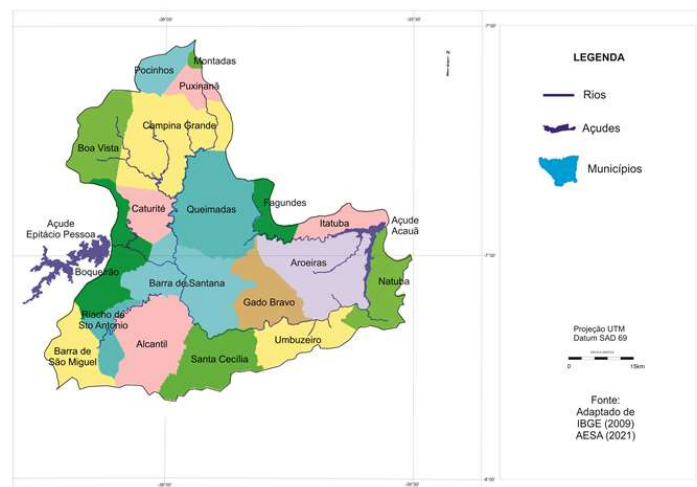 Pocinhos
Montadas
Puxinanã
Campina Grande
Boa Vista
Caturité
Queimadas
Fagundes
Itatuba
Açude
Acauã
Açude
Epitácio Pessoa
Boqueirão
Aroeiras
Natuba
Barra de Santana
Gado Bravo
Riacho de
Sto Antonio
Barra de
São Miguel
Alcantil
Santa Cecília
Umbuzeiro
LEGENDA
Rios
Açudes
Municípios
Projeção UTM
Datum SAD 69
0 15km
Fonte:
Adaptado de
IBGE (2009)
AESA (2021)